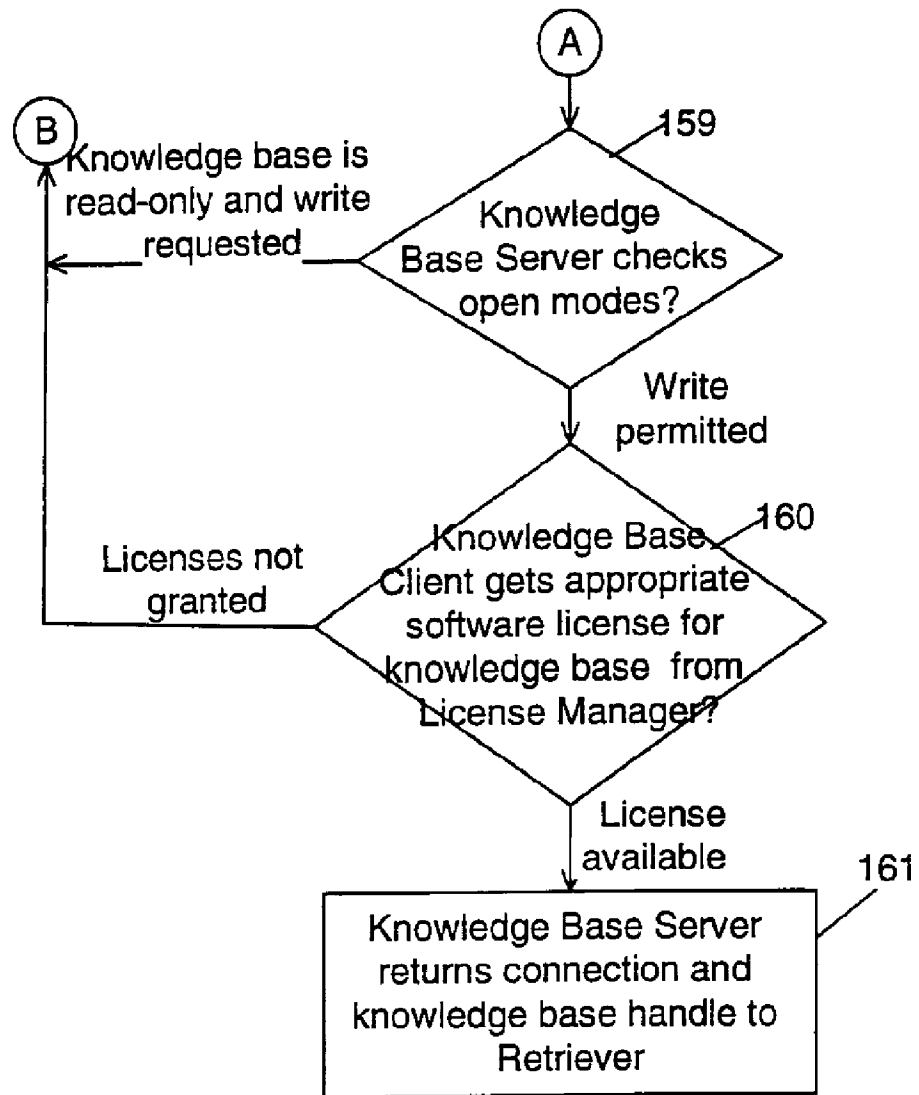 A
B
159
Knowledge base is
read-only and write
requested
Knowledge
Base Server checks
open modes?
Write
permitted
160
Licenses not
granted
Knowledge Base
Client gets appropriate
software license for
knowledge base from
License Manager?
License
available
161
Knowledge Base Server
returns connection and
knowledge base handle to
Retriever